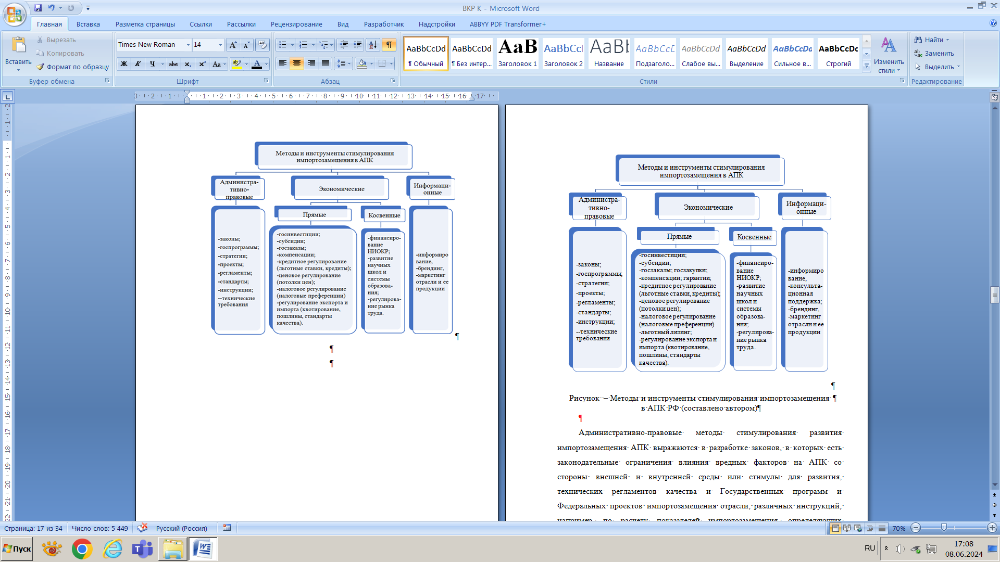 ВКР К - Microsoft Word
Главная Вставка Разметка страницы Ссылки Рассылки Рецензирование Вид Разработчик Надстройки ABBYY PDF Transformer+
Вставить
Вырезать
Копировать
Формат по образцу
Буфер обмена
Times New Roman 14
Шрифт
Абзац
AaBbCcDd AaBbCcDd AaB AaBbCc AaB AaBbCcL AaBbCcDd AaBbCcDd AaBbCcDd AaBbCcDc
¶ Обычный ¶ Без интер... Заголовок 1 Заголовок 2 Название Подзаголо... Слабое вы... Выделение Сильное в... Строгий
Стили
Изменить
стили
Найти
Заменить
Выделить
Редактирование
3 2 1 1 2 3 4 5 6 7 8 9 10 11 12 13 14 15 16 17
Методы и инструменты стимулирования
импортозамещения в АПК
Администра-
тивно-
правовые
Экономические
Информаци-
онные
Прямые
Косвенные
-законы;
-госпрограммы;
-стратегии;
-проекты;
-регламенты;
-стандарты;
-инструкции;
--технические
требования
-госинвестиции;
-субсидии;
-госзаказы;
-компенсации;
-кредитное регулирование
(льготные ставки, кредиты);
-ценовое регулирование
(потолки цен);
-налоговое регулирование
(налоговые преференции)
-регулирование экспорта и
импорта (квотирование,
пошлины, стандарты
качества).
-финансиро-
вание
НИОКР;
-развитие
научных
школ и
системы
образова-
ния;
-регулирова-
ние рынка
труда.
-информиро
вание,
-брендинг,
-маркетинг
отрасли и ее
продукции
¶
¶
¶
Методы и инструменты стимулирования
импортозамещения в АПК
Администра-
тивно-
правовые
Экономические
Информаци-
онные
Прямые
Косвенные
-законы;
-госпрограммы;
-стратегии;
-проекты;
-регламенты;
-стандарты;
-инструкции;
--технические
требования
-госинвестиции;
-субсидии;
-госзаказы; госзакупки;
-компенсации; гарантии;
-кредитное регулирование
(льготные ставки, кредиты);
-ценовое регулирование
(потолки цен);
-налоговое регулирование
(налоговые преференции)
-льготный лизинг;
-регулирование экспорта и
импорта (квотирование,
пошлины, стандарты
качества).
-финансиро-
вание
НИОКР;
-развитие
научных
школ и
системы
образова-
ния;
-регулирова-
ние рынка
труда.
-информиро
вание,
-консульта-
ционная
поддержка;
-брендинг,
-маркетинг
отрасли и ее
продукции
¶
Рисунок – Методы и инструменты стимулирования импортозамещения ¶
в АПК РФ (составлено автором)¶
¶
Административно-правовые методы стимулирования развития
импортозамещения АПК выражаются в разработке законов, в которых есть
законодательные ограничения влияния вредных факторов на АПК со
стороны внешней и внутренней среды или стимулы для развития,
технических регламентов качества и Государственных программ и
Федеральных проектов импортозамещения отрасли, различных инструкций,
например, по расчету показателей импортозамещения, определяющих
Страница: 17 из 34 Число слов: 5 449 Русский (Россия) 70%
Пуск RU 17:08
08.06.2024